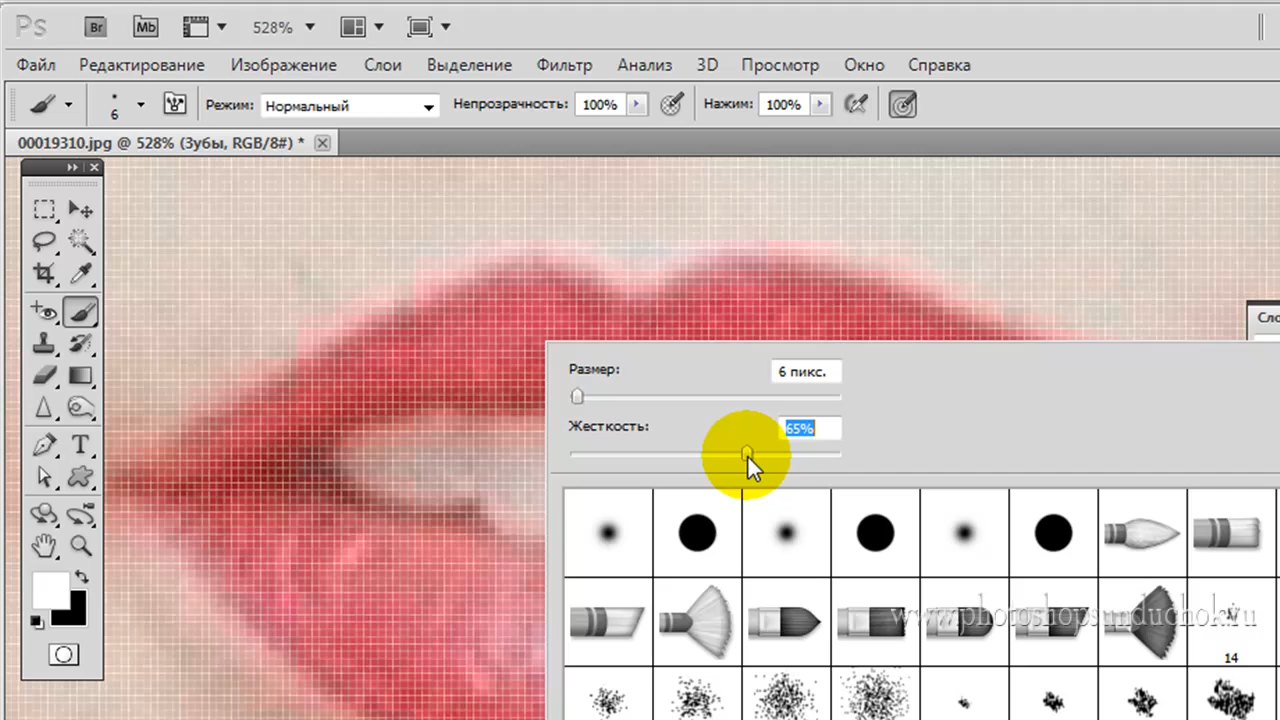 Ps Br Mb 528%
Файл Редактирование Изображение Слои Выделение Фильтр Анализ 3D Просмотр Окно Справка
6 Режим: Нормальный Непрозрачность: 100% Нажим: 100%
00019310.jpg @ 528% (Зубы, RGB/8#) *
Сло
Размер: 6 пикс.
Жесткость: 65%
T
www.photoshopsunduchok.ru
14